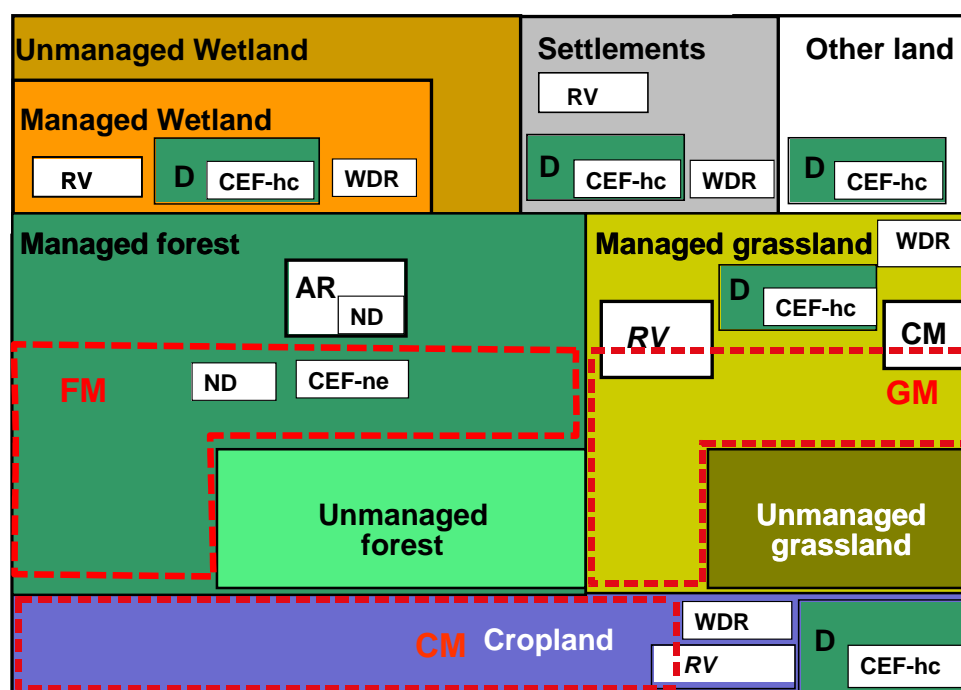 Unmanaged Wetland
Managed Wetland
RV
D
CEF-hc
WDR
Settlements
RV
D
CEF-hc
WDR
Other land
D
CEF-hc
Managed forest
AR
ND
FM
ND
CEF-ne
Unmanaged
forest
Managed grassland
WDR
D
CEF-hc
RV
CM
GM
Unmanaged
grassland
CM Cropland
WDR
RV
D
CEF-hc